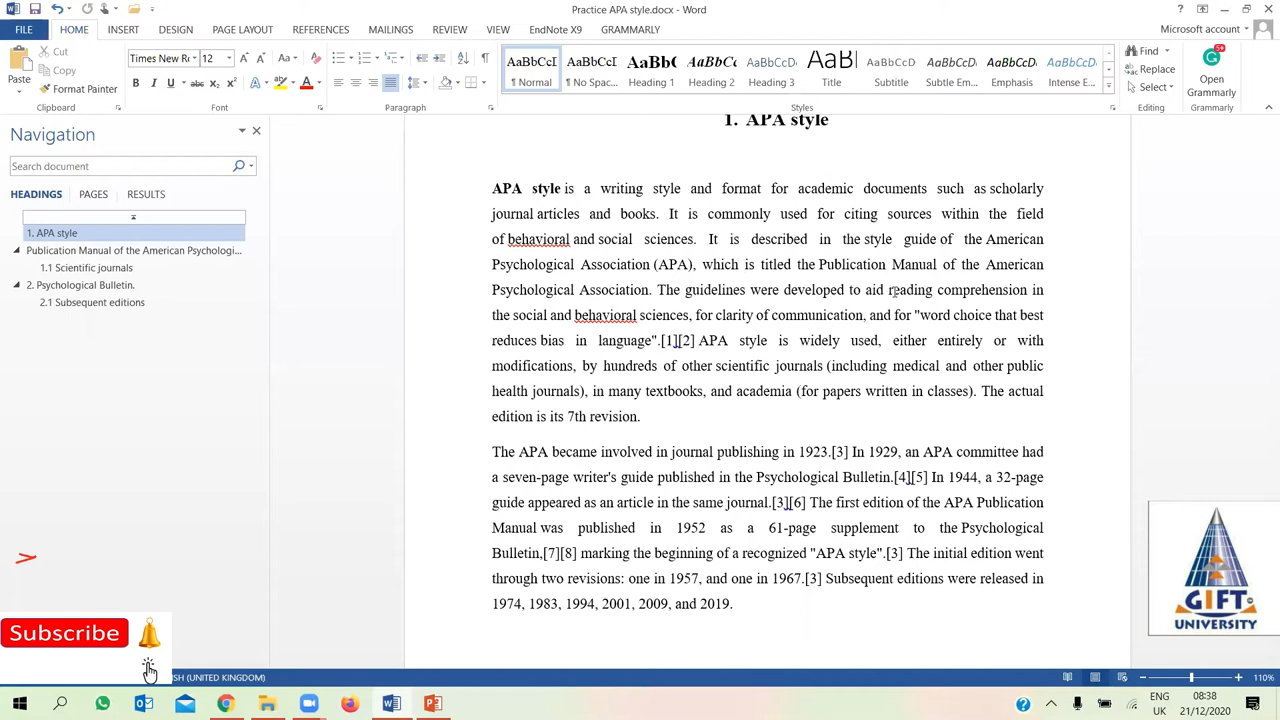 Practice APA style.docx - Word
FILE HOME INSERT DESIGN PAGE LAYOUT REFERENCES MAILINGS REVIEW VIEW EndNote X9 GRAMMARLY Microsoft account
Cut
Copy
Format Painter
Paste
Clipboard
Times New Ro 12
Font
Paragraph
AaBbCcI AaBbCcDc AaBbC AaBbCcI AaBbCcDc AaBl AaBbCcD AaBbCcDc AaBbCcDc AaBbCcDc
¶ Normal ¶ No Spac... Heading 1 Heading 2 Heading 3 Title Subtitle Subtle Em... Emphasis Intense E...
Styles
Find
Replace
Select
Editing
5+
Open
Grammarly
Grammarly
Navigation
Search document
HEADINGS PAGES RESULTS
1. APA style
Publication Manual of the American Psychologi...
1.1 Scientific journals
2. Psychological Bulletin.
2.1 Subsequent editions
1. APA style
APA style is a writing style and format for academic documents such as scholarly
journal articles and books. It is commonly used for citing sources within the field
of behavioral and social sciences. It is described in the style guide of the American
Psychological Association (APA), which is titled the Publication Manual of the American
Psychological Association. The guidelines were developed to aid reading comprehension in
the social and behavioral sciences, for clarity of communication, and for "word choice that best
reduces bias in language".[1][2] APA style is widely used, either entirely or with
modifications, by hundreds of other scientific journals (including medical and other public
health journals), in many textbooks, and academia (for papers written in classes). The actual
edition is its 7th revision.
The APA became involved in journal publishing in 1923.[3] In 1929, an APA committee had
a seven-page writer's guide published in the Psychological Bulletin.[4][5] In 1944, a 32-page
guide appeared as an article in the same journal.[3][6] The first edition of the APA Publication
Manual was published in 1952 as a 61-page supplement to the Psychological
Bulletin,[7][8] marking the beginning of a recognized "APA style".[3] The initial edition went
through two revisions: one in 1957, and one in 1967.[3] Subsequent editions were released in
1974, 1983, 1994, 2001, 2009, and 2019.
GIFT
UNIVERSITY
Subscribe
ISH (UNITED KINGDOM)
110%
ENG
UK
08:38
21/12/2020